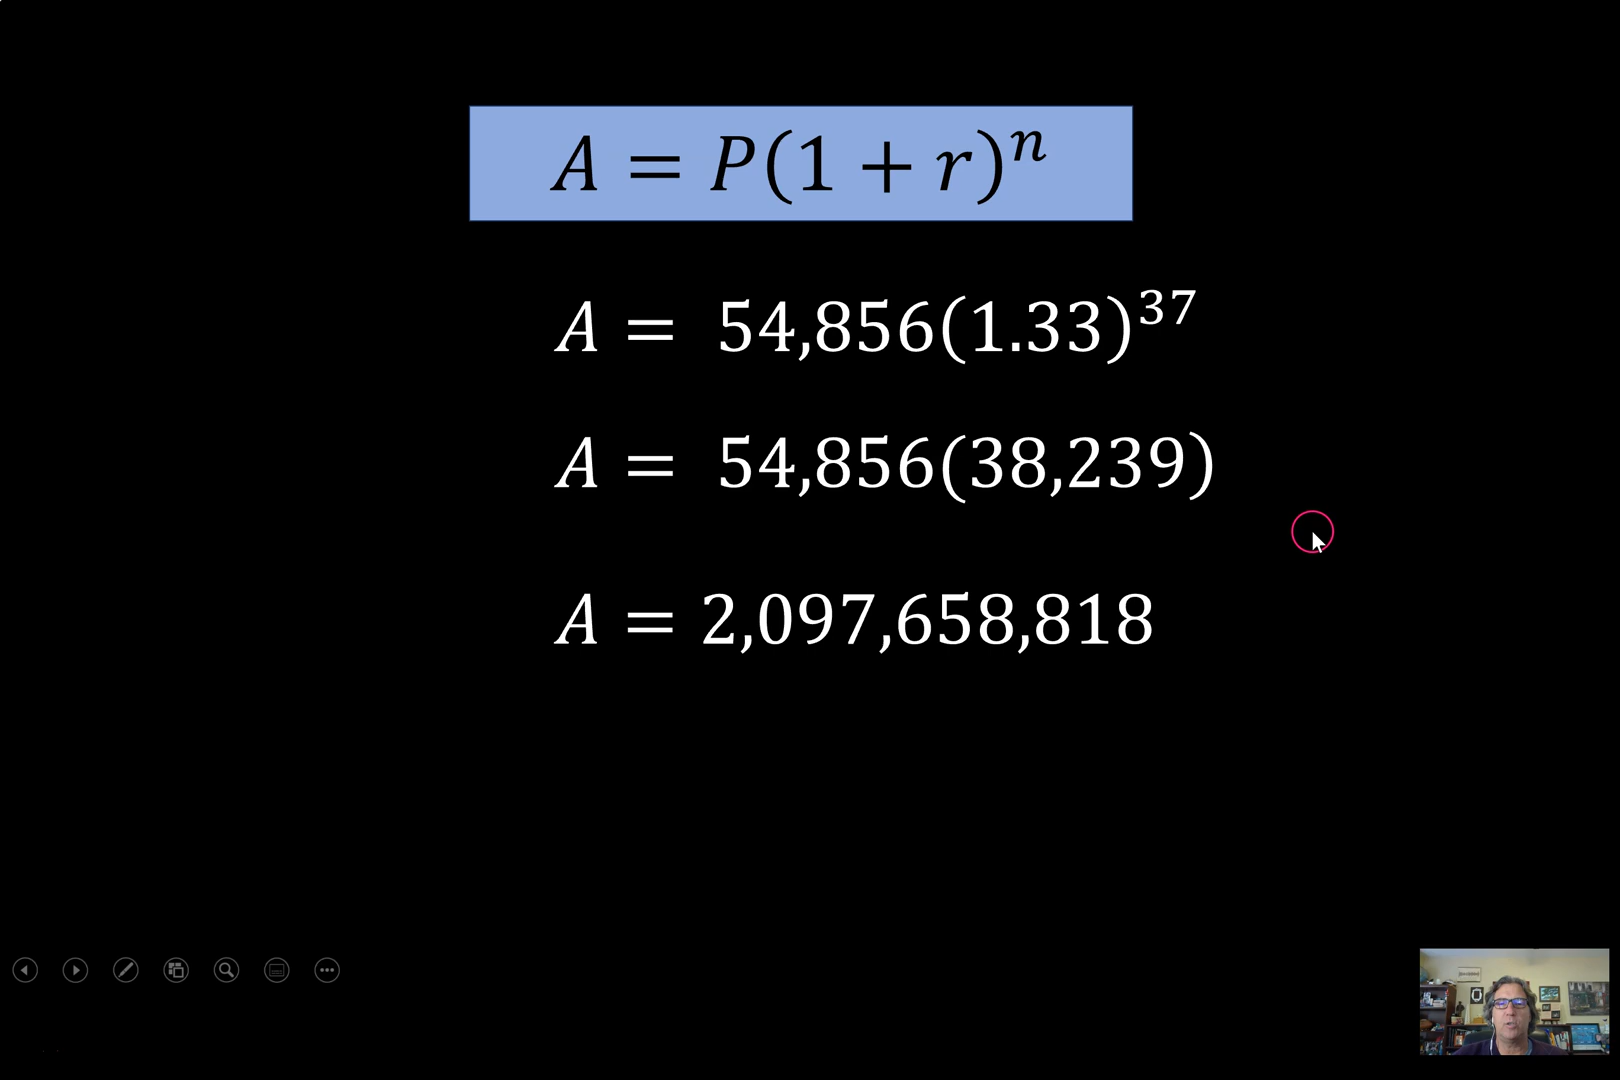 A = P(1 + r)^n
A = 54,856(1.33)^37
A = 54,856(38,239)
A = 2,097,658,818